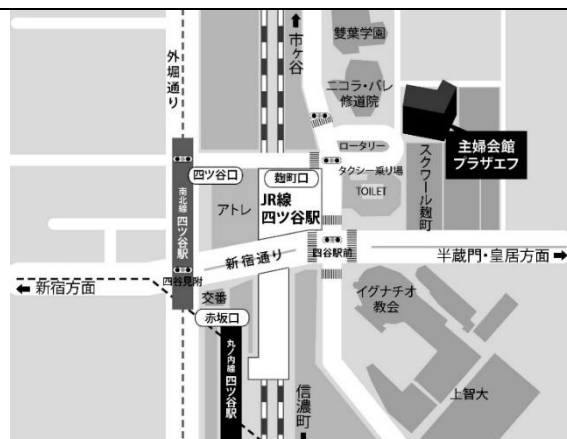 市ヶ谷
雙葉学園
外堀通り
ニコラ・バレ
修道院
ロータリー
主婦会館
プラザエフ
四ツ谷口
麹町口
タクシー乗り場
スクワール麹町
南北線 四ツ谷駅
アトレ
JR線
四ツ谷駅
TOILET
新宿通り
四谷駅前
半蔵門・皇居方面
新宿方面
四谷見附
交番
イグナチオ
教会
赤坂口
丸ノ内線 四ツ谷駅
信濃町
上智大